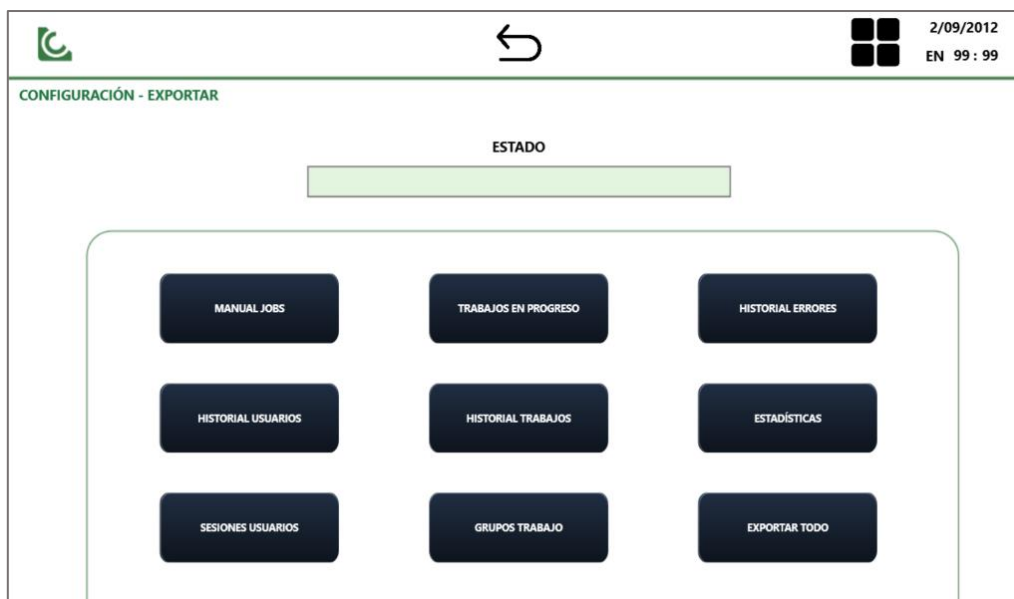 2/09/2012
EN 99 : 99
CONFIGURACIÓN - EXPORTAR
ESTADO
MANUAL JOBS
TRABAJOS EN PROGRESO
HISTORIAL ERRORES
HISTORIAL USUARIOS
HISTORIAL TRABAJOS
ESTADÍSTICAS
SESIONES USUARIOS
GRUPOS TRABAJO
EXPORTAR TODO